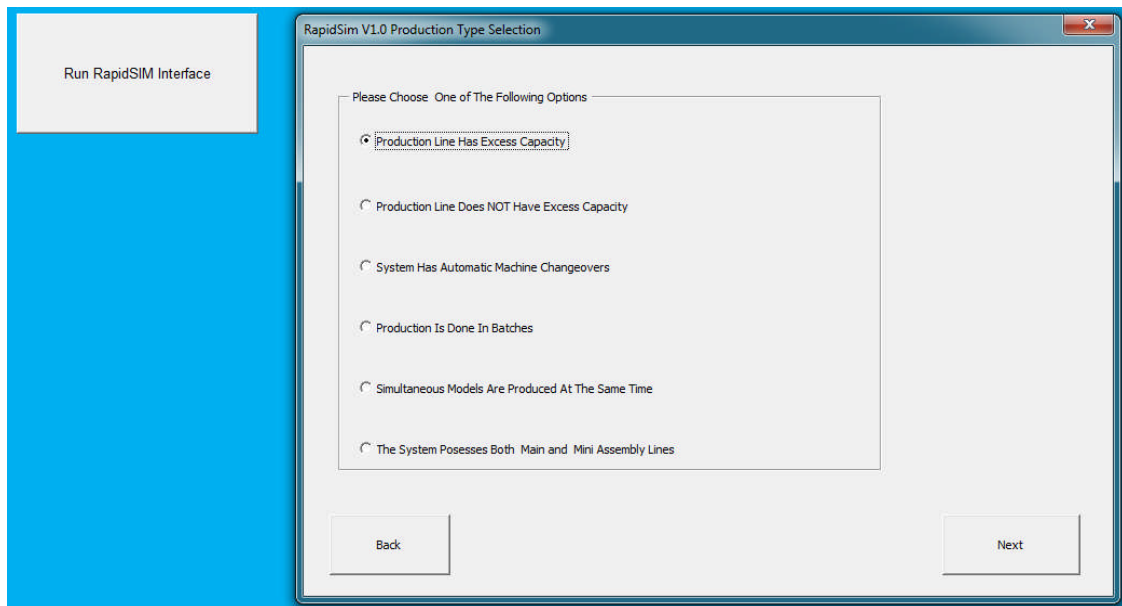 Run RapidSIM Interface
RapidSim V1.0 Production Type Selection
Please Choose One of The Following Options
Production Line Has Excess Capacity
Production Line Does NOT Have Excess Capacity
System Has Automatic Machine Changeovers
Production Is Done In Batches
Simultaneous Models Are Produced At The Same Time
The System Posesses Both Main and Mini Assembly Lines
Back
Next